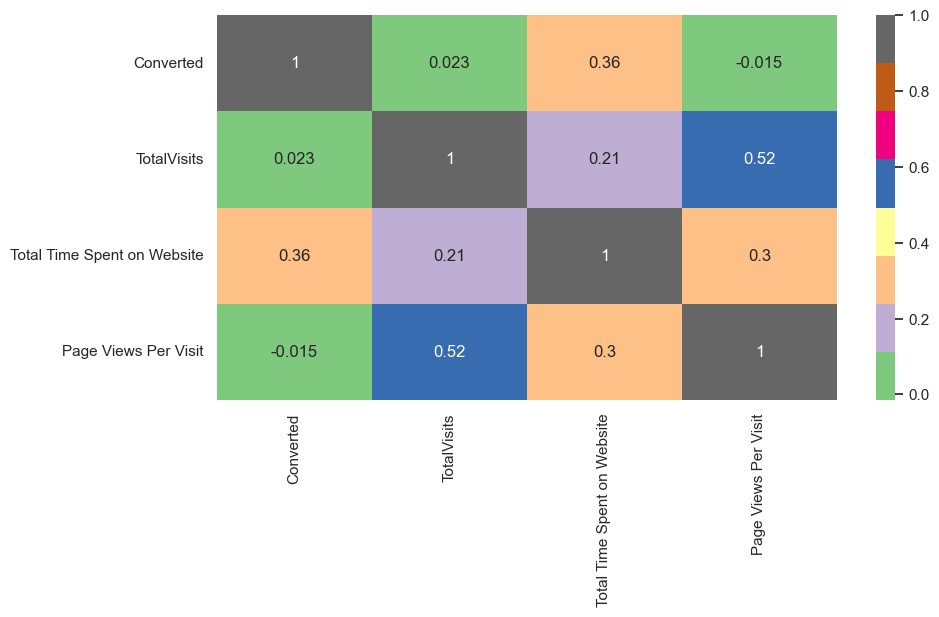 Converted 1 0.023 0.36 -0.015
TotalVisits 0.023 1 0.21 0.52
Total Time Spent on Website 0.36 0.21 1 0.3
Page Views Per Visit -0.015 0.52 0.3 1
Converted
TotalVisits
Total Time Spent on Website
Page Views Per Visit
1.0
0.8
0.6
0.4
0.2
0.0